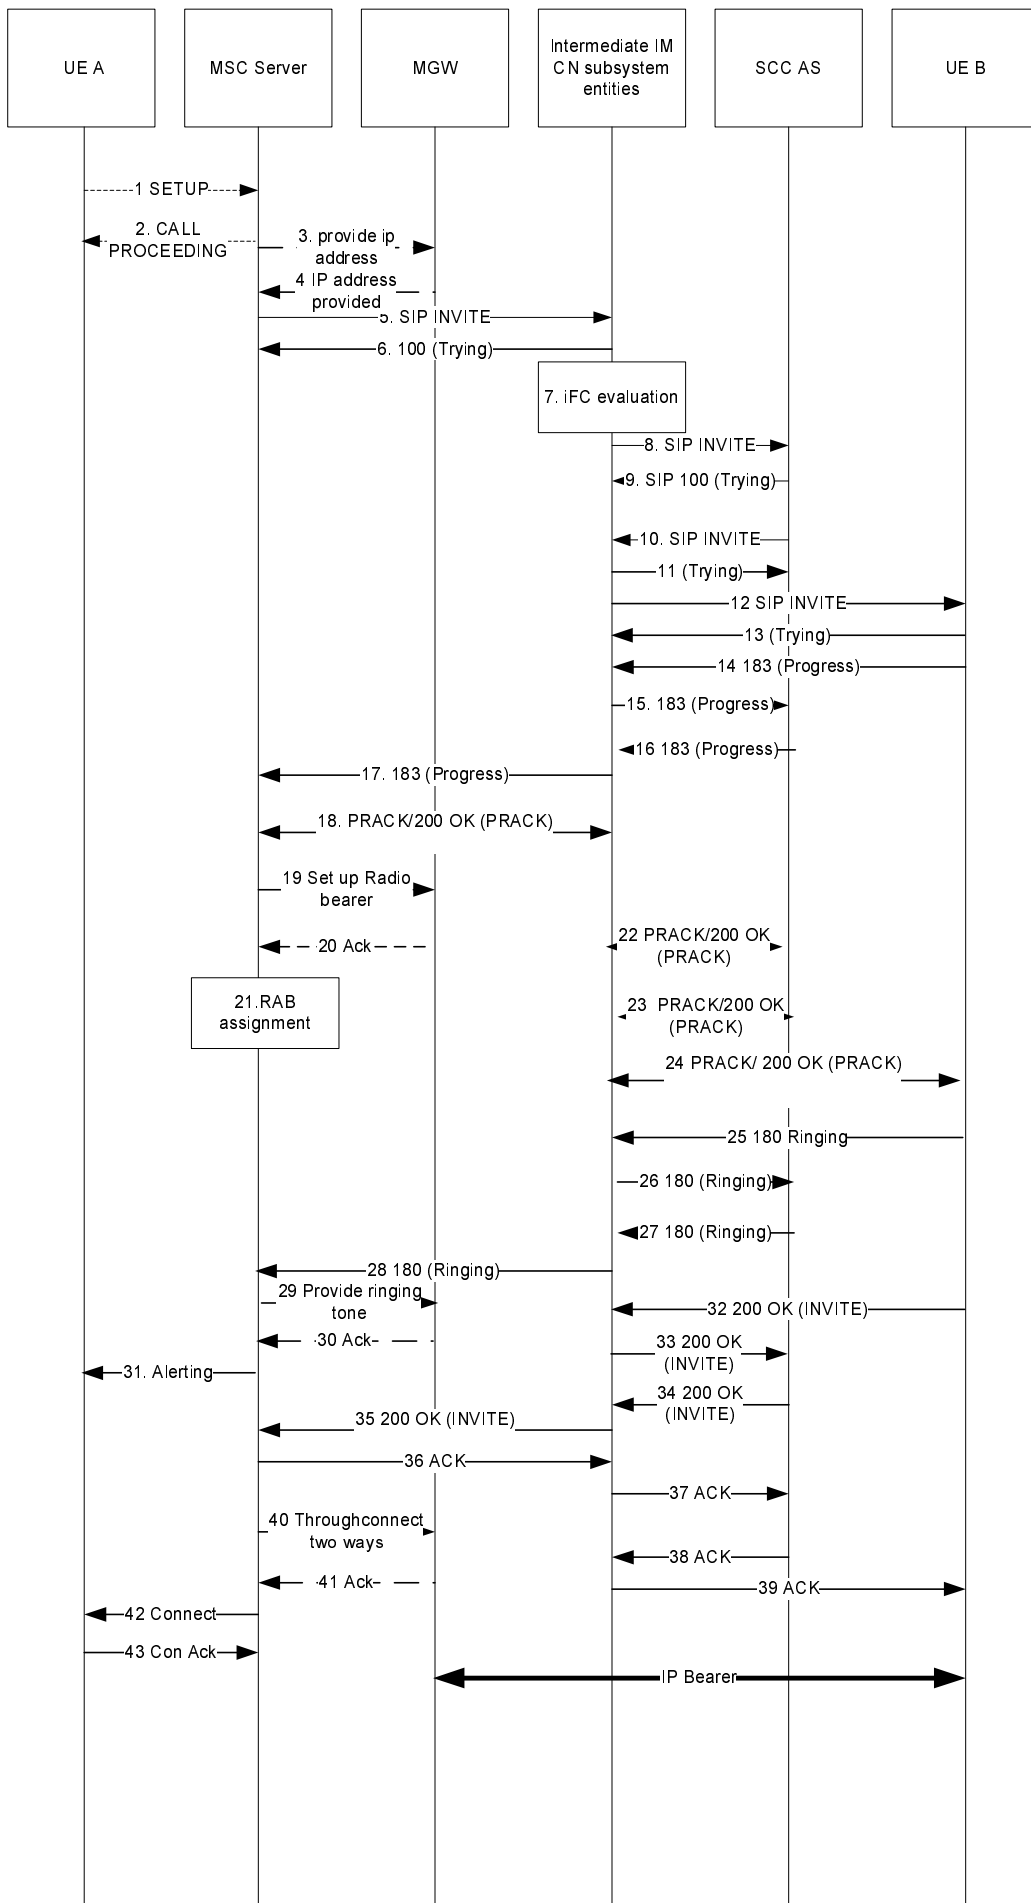 UE A
MSC Server
MGW
Intermediate IM
CN subsystem
entities
SCC AS
UE B
1 SETUP
2. CALL
PROCEEDING
3. provide ip
address
4 IP address
provided
5. SIP INVITE
6. 100 (Trying)
7. iFC evaluation
8. SIP INVITE
9. SIP 100 (Trying)
10. SIP INVITE
11 (Trying)
12 SIP INVITE
13 (Trying)
14 183 (Progress)
15. 183 (Progress)
16 183 (Progress)
17. 183 (Progress)
18. PRACK/200 OK (PRACK)
19 Set up Radio
bearer
20 Ack
22 PRACK/200 OK
(PRACK)
21.RAB
assignment
23  PRACK/200 OK
(PRACK)
24 PRACK/ 200 OK (PRACK)
25 180 Ringing
26 180 (Ringing)
27 180 (Ringing)
28 180 (Ringing)
29 Provide ringing
tone
32 200 OK (INVITE)
30 Ack
33 200 OK
(INVITE)
31. Alerting
34 200 OK
(INVITE)
35 200 OK (INVITE)
36 ACK
37 ACK
40 Throughconnect
two ways
38 ACK
41 Ack
39 ACK
42 Connect
43 Con Ack
IP Bearer